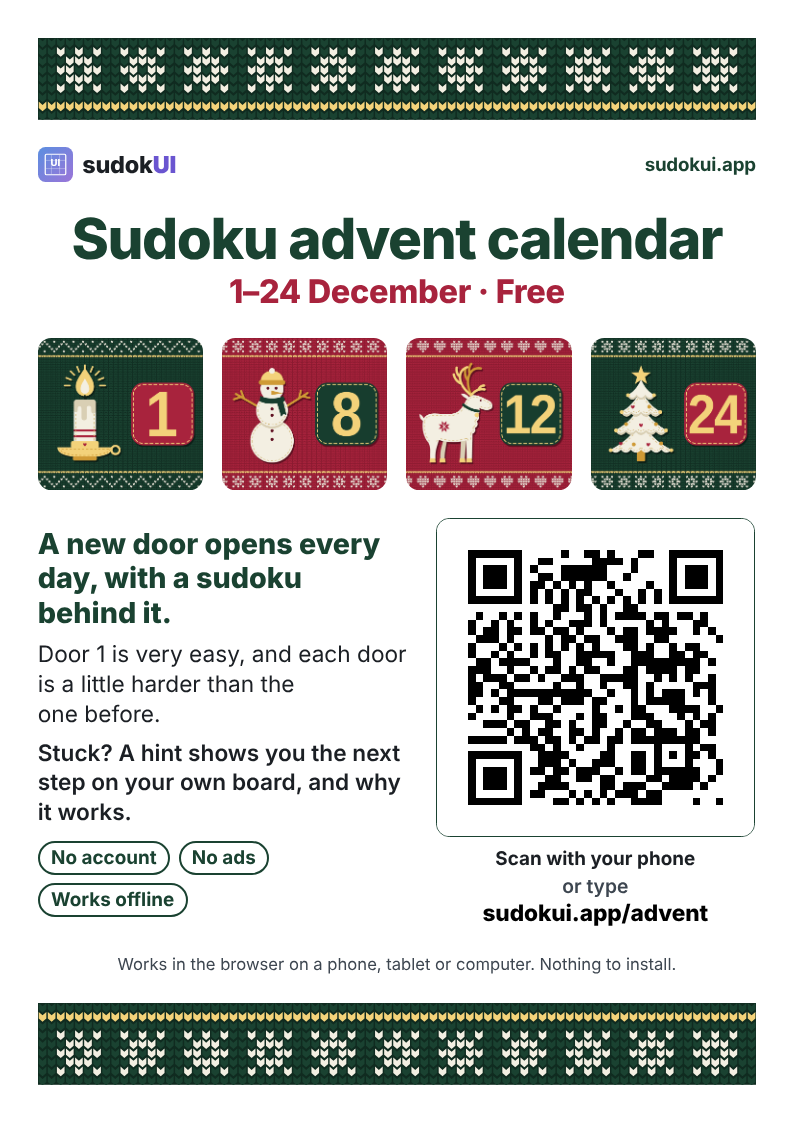 UI
sudokUI
sudokui.app
Sudoku advent calendar
1–24 December · Free
1
8
12
24
A new door opens every
day, with a sudoku
behind it.
Door 1 is very easy, and each door
is a little harder than the
one before.
Stuck? A hint shows you the next
step on your own board, and why
it works.
No account
No ads
Works offline
Scan with your phone
or type
sudokui.app/advent
Works in the browser on a phone, tablet or computer. Nothing to install.